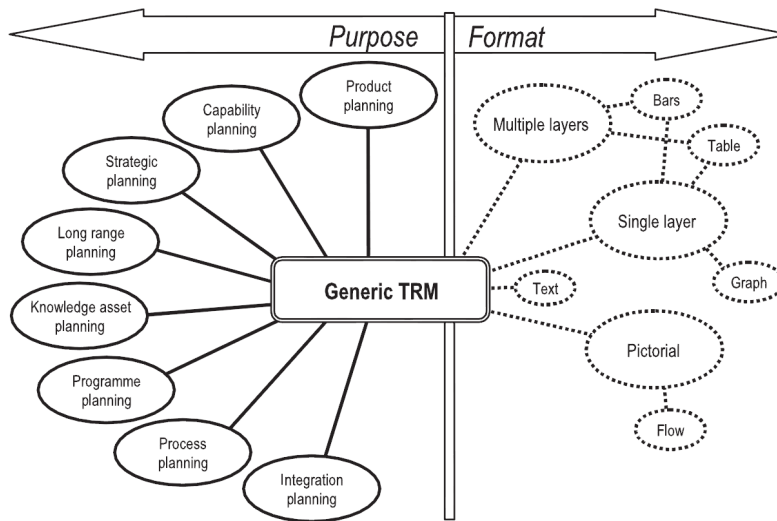 Purpose
Format
Product
planning
Capability
planning
Strategic
planning
Long range
planning
Knowledge asset
planning
Programme
planning
Process
planning
Integration
planning
Generic TRM
Multiple layers
Bars
Table
Single layer
Graph
Text
Pictorial
Flow